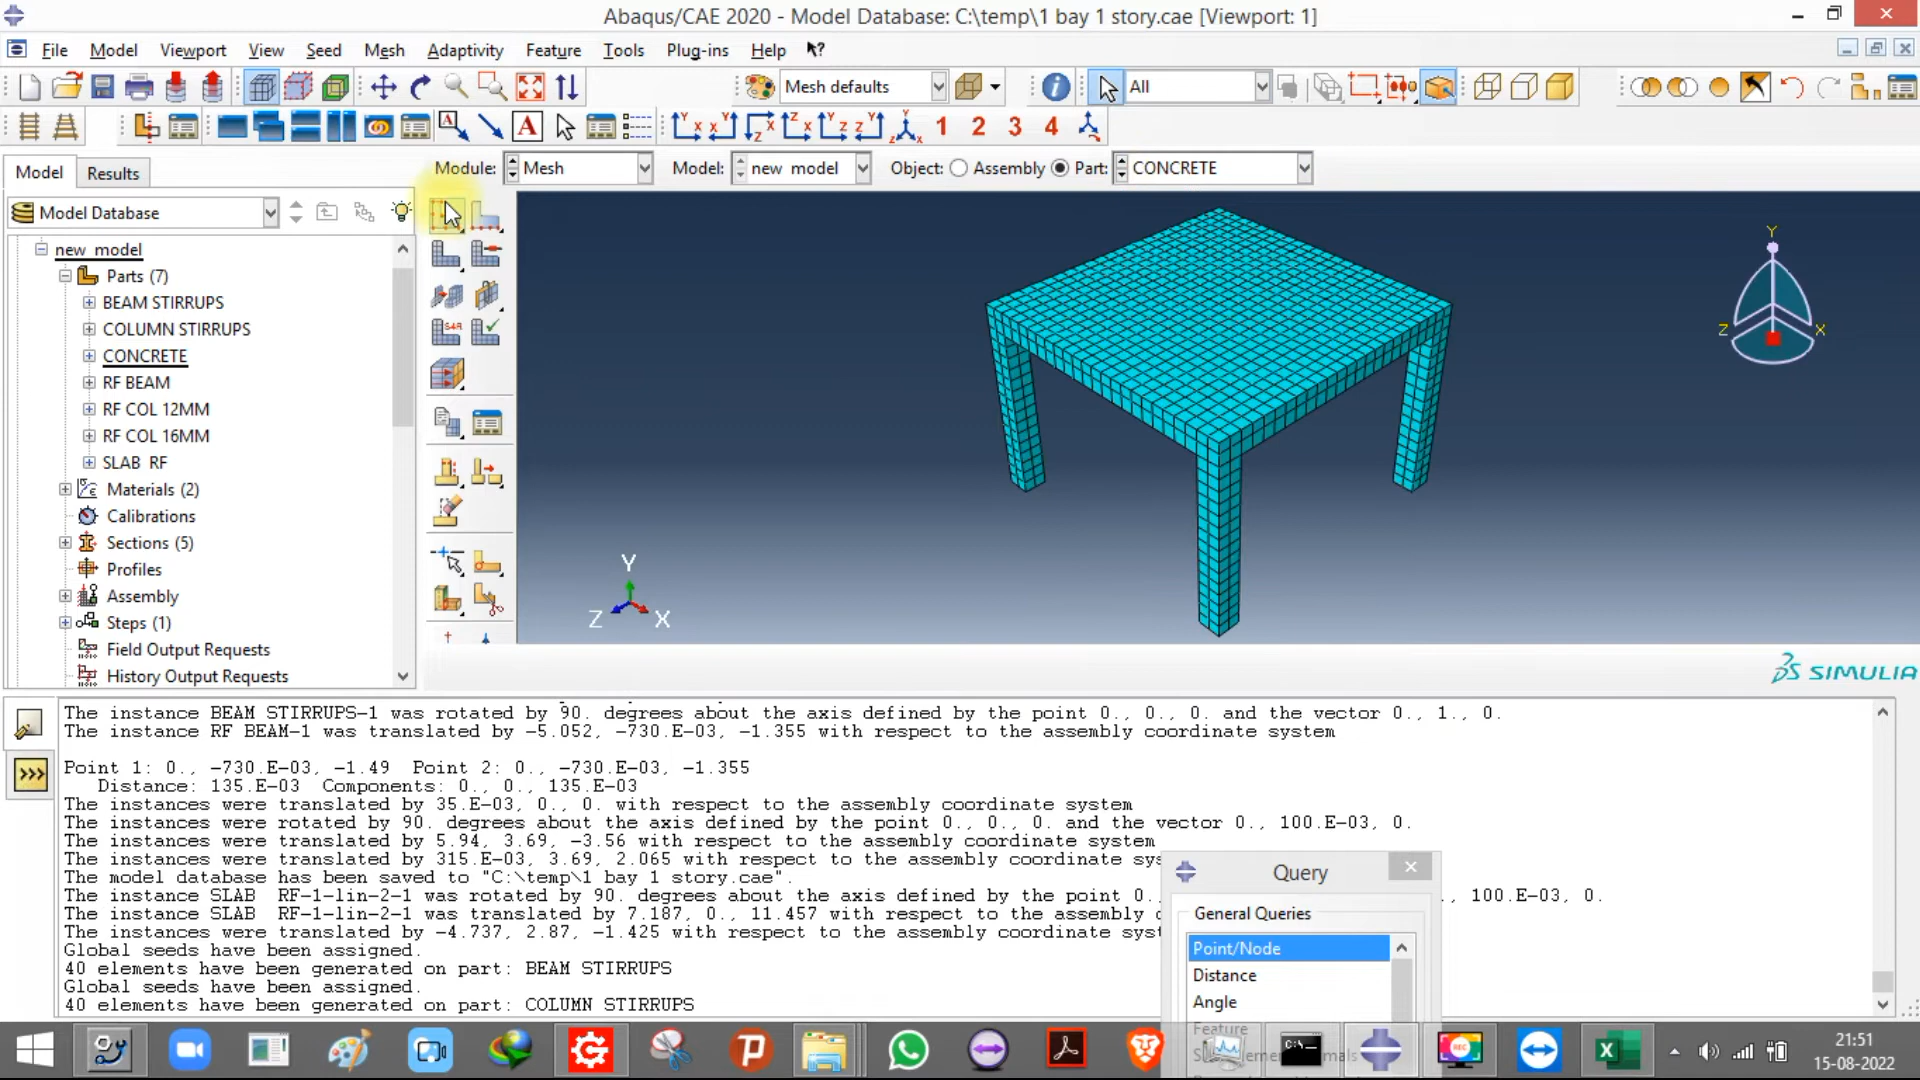 Abaqus/CAE 2020 - Model Database: C:\temp\1 bay 1 story.cae [Viewport: 1]
File Model Viewport View Seed Mesh Adaptivity Feature Tools Plug-ins Help
Mesh defaults
All
A
1 2 3 4
Model Results
Module: Mesh Model: new model Object: Assembly Part: CONCRETE
Model Database
new model
Parts (7)
BEAM STIRRUPS
COLUMN STIRRUPS
CONCRETE
RF BEAM
RF COL 12MM
RF COL 16MM
SLAB RF
Materials (2)
Calibrations
Sections (5)
Profiles
Assembly
Steps (1)
Field Output Requests
History Output Requests
Y
Z X
Y
Z X
SIMULIA
The instance BEAM STIRRUPS-1 was rotated by 90. degrees about the axis defined by the point 0., 0., 0. and the vector 0., 1., 0.
The instance RF BEAM-1 was translated by -5.052, -730.E-03, -1.355 with respect to the assembly coordinate system
Point 1: 0., -730.E-03, -1.49 Point 2: 0., -730.E-03, -1.355
Distance: 135.E-03 Components: 0., 0., 135.E-03
The instances were translated by 35.E-03, 0., 0. with respect to the assembly coordinate system
The instances were rotated by 90. degrees about the axis defined by the point 0., 0., 0. and the vector 0., 100.E-03, 0.
The instances were translated by 5.94, 3.69, -3.56 with respect to the assembly coordinate system
The instances were translated by 315.E-03, 3.69, 2.065 with respect to the assembly coordinate sys
The model database has been saved to "C:\temp\1 bay 1 story.cae".
The instance SLAB RF-1-lin-2-1 was rotated by 90. degrees about the axis defined by the point 0. , 100.E-03, 0.
The instance SLAB RF-1-lin-2-1 was translated by 7.187, 0., 11.457 with respect to the assembly
The instances were translated by -4.737, 2.87, -1.425 with respect to the assembly coordinate syst
Global seeds have been assigned.
40 elements have been generated on part: BEAM STIRRUPS
Global seeds have been assigned.
40 elements have been generated on part: COLUMN STIRRUPS
Query
General Queries
Point/Node
Distance
Angle
Feature
21:51
15-08-2022